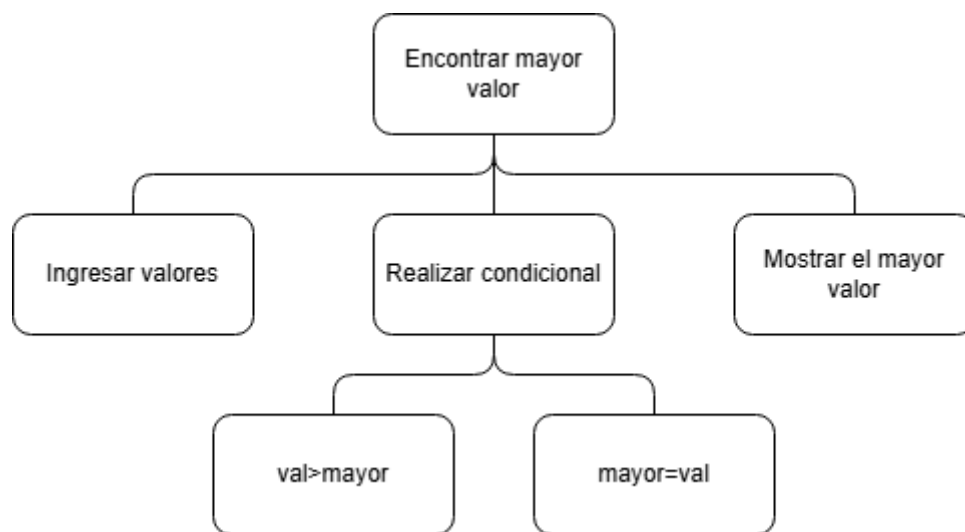 Encontrar mayor
valor
Ingresar valores
Realizar condicional
Mostrar el mayor
valor
val>mayor
mayor=val